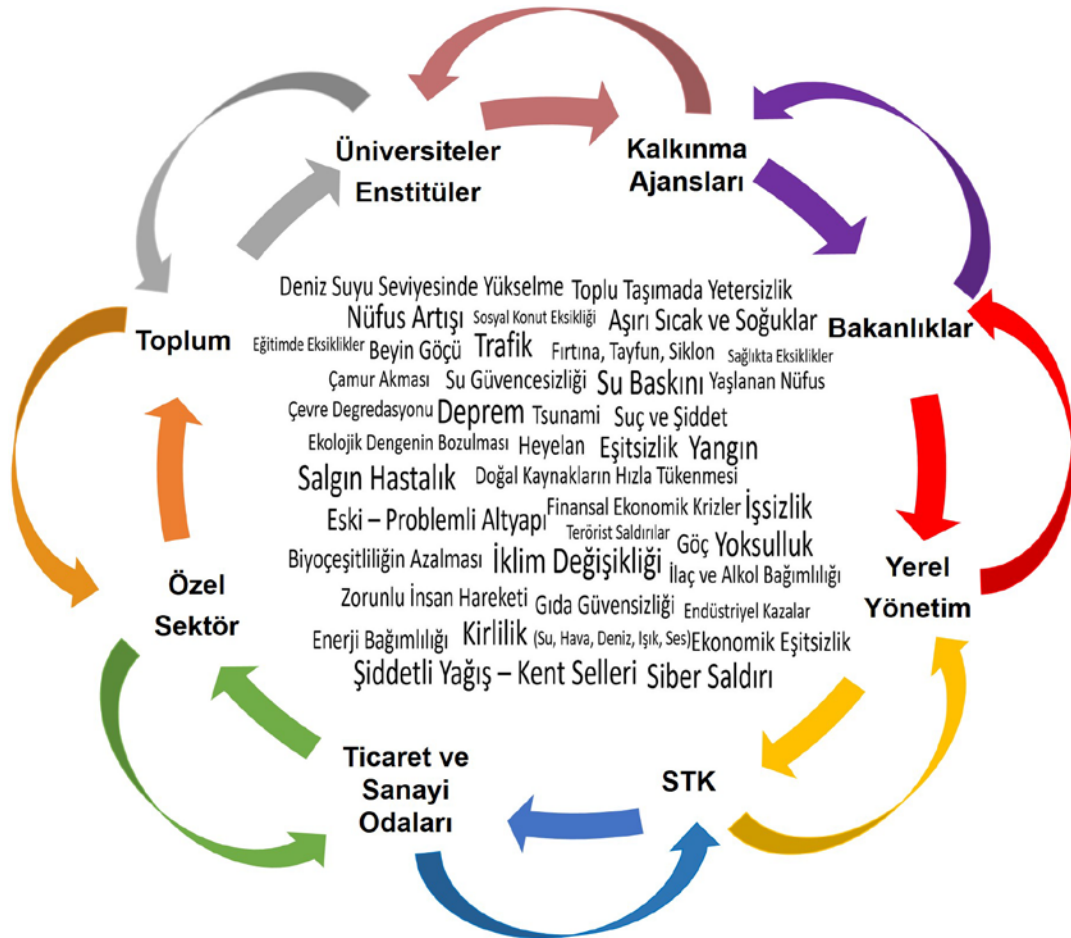 Üniversiteler
Enstitüler
Kalkınma
Ajansları
Deniz Suyu Seviyesinde Yükselme Toplu Taşımada Yetersizlik
Nüfus Artışı Sosyal Konut Eksikliği Aşırı Sıcak ve Soğuklar
Bakanlıklar
Toplum
Eğitimde Eksiklikler Beyin Göçü Trafik Fırtına, Tayfun, Siklon Sağlıkta Eksiklikler
Çamur Akması Su Güvencesizliği Su Baskını Yaşlanan Nüfus
Çevre Degredasyonu Deprem Tsunami Suç ve Şiddet
Ekolojik Dengenin Bozulması Heyelan Eşitsizlik Yangın
Salgın Hastalık Doğal Kaynakların Hızla Tükenmesi
Eski – Problemli Altyapı Finansal Ekonomik Krizler İşsizlik
Terörist Saldırılar
Biyoçeşitliliğin Azalması İklim Değişikliği Göç Yoksulluk
İlaç ve Alkol Bağımlılığı
Zorunlu İnsan Hareketi Gıda Güvensizliği Endüstriyel Kazalar
Enerji Bağımlılığı Kirlilik (Su, Hava, Deniz, Işık, Ses) Ekonomik Eşitsizlik
Şiddetli Yağış – Kent Selleri Siber Saldırı
Özel
Sektör
Yerel
Yönetim
Ticaret ve
Sanayi
Odaları
STK